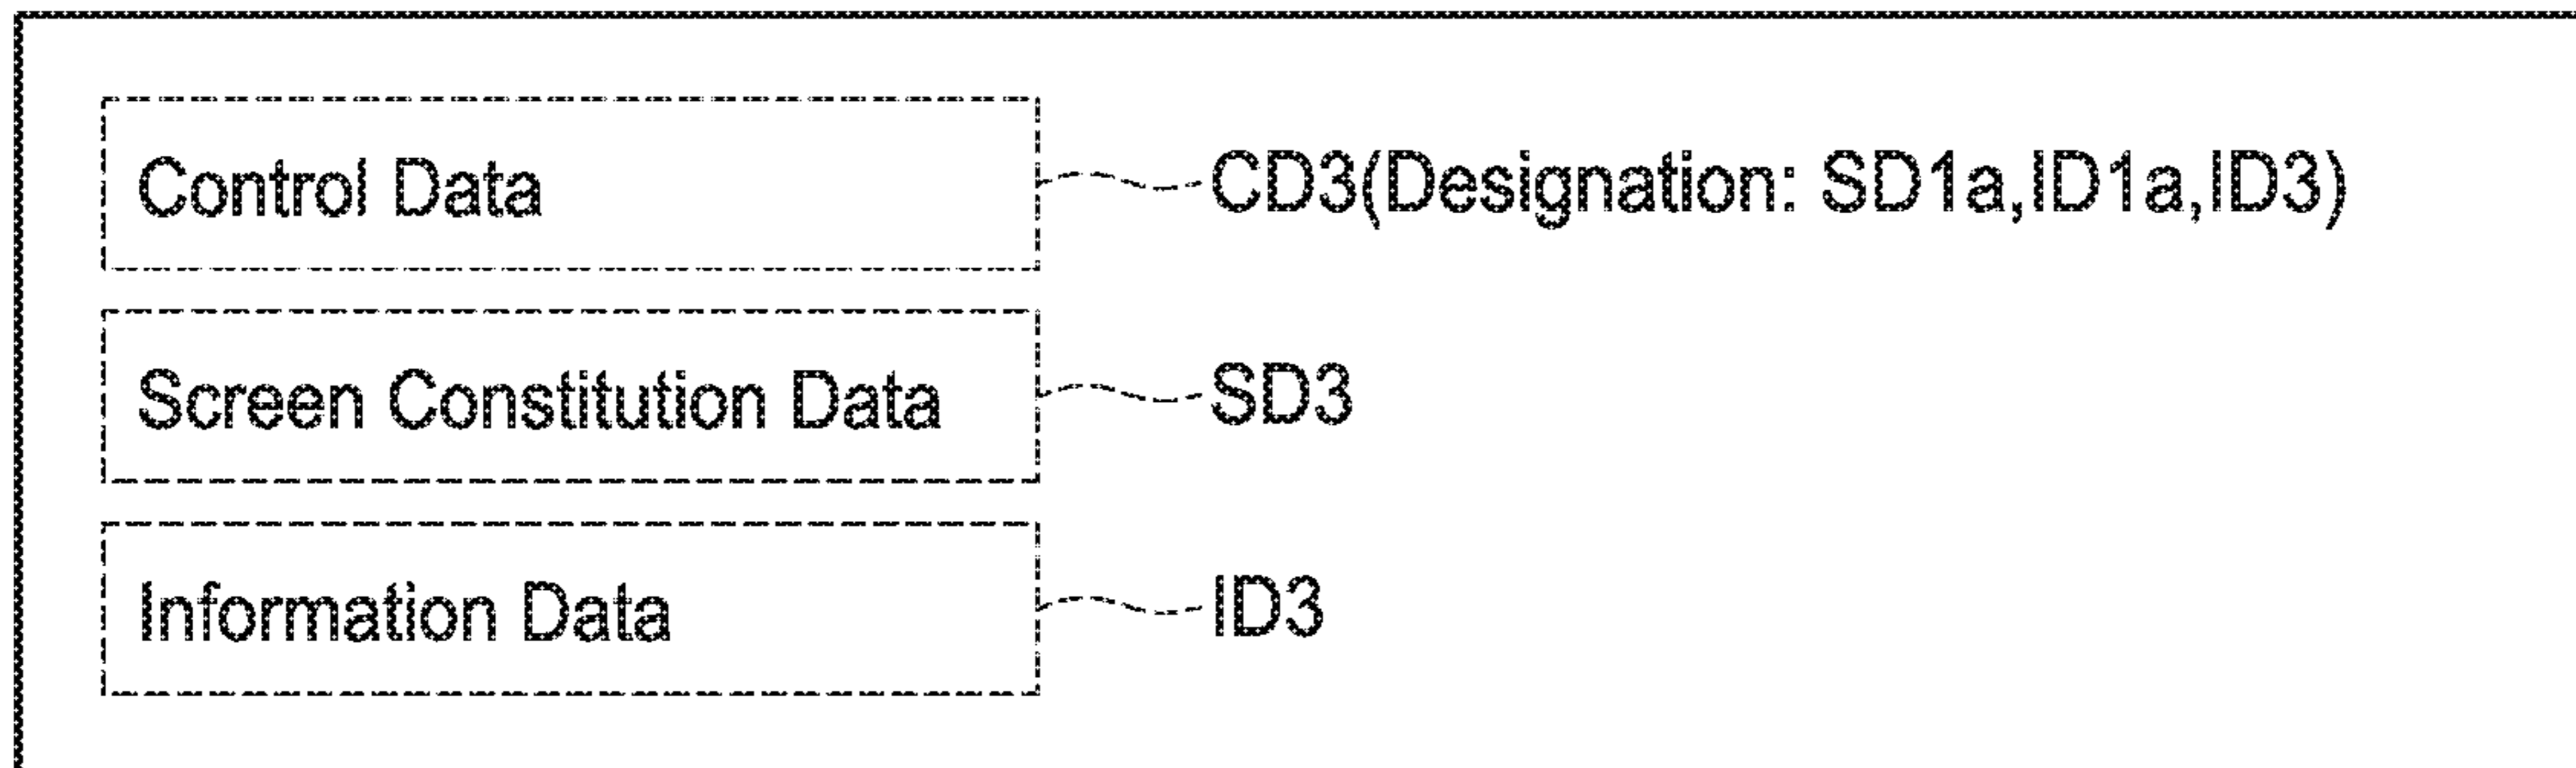 Control Data CD3(Designation: SD1a,ID1a,ID3)
Screen Constitution Data SD3
Information Data ID3